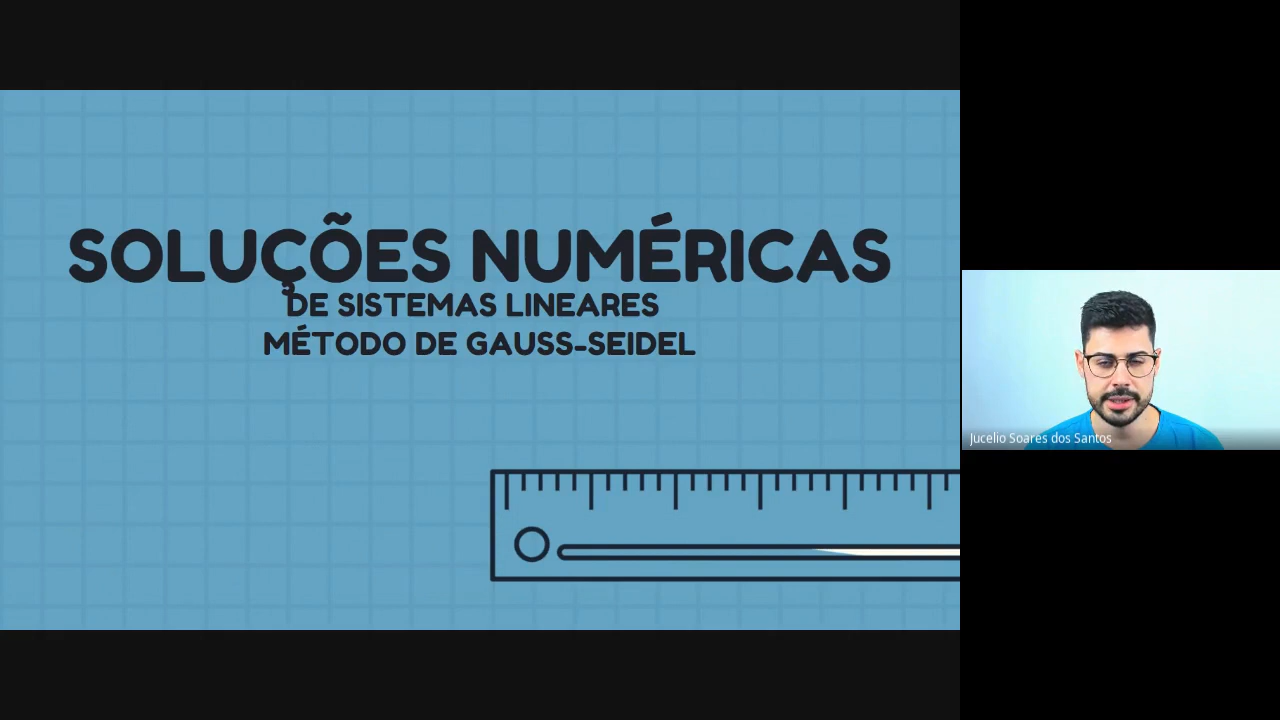 SOLUÇÕES NUMÉRICAS
DE SISTEMAS LINEARES
MÉTODO DE GAUSS-SEIDEL
Jucelio Soares dos Santos